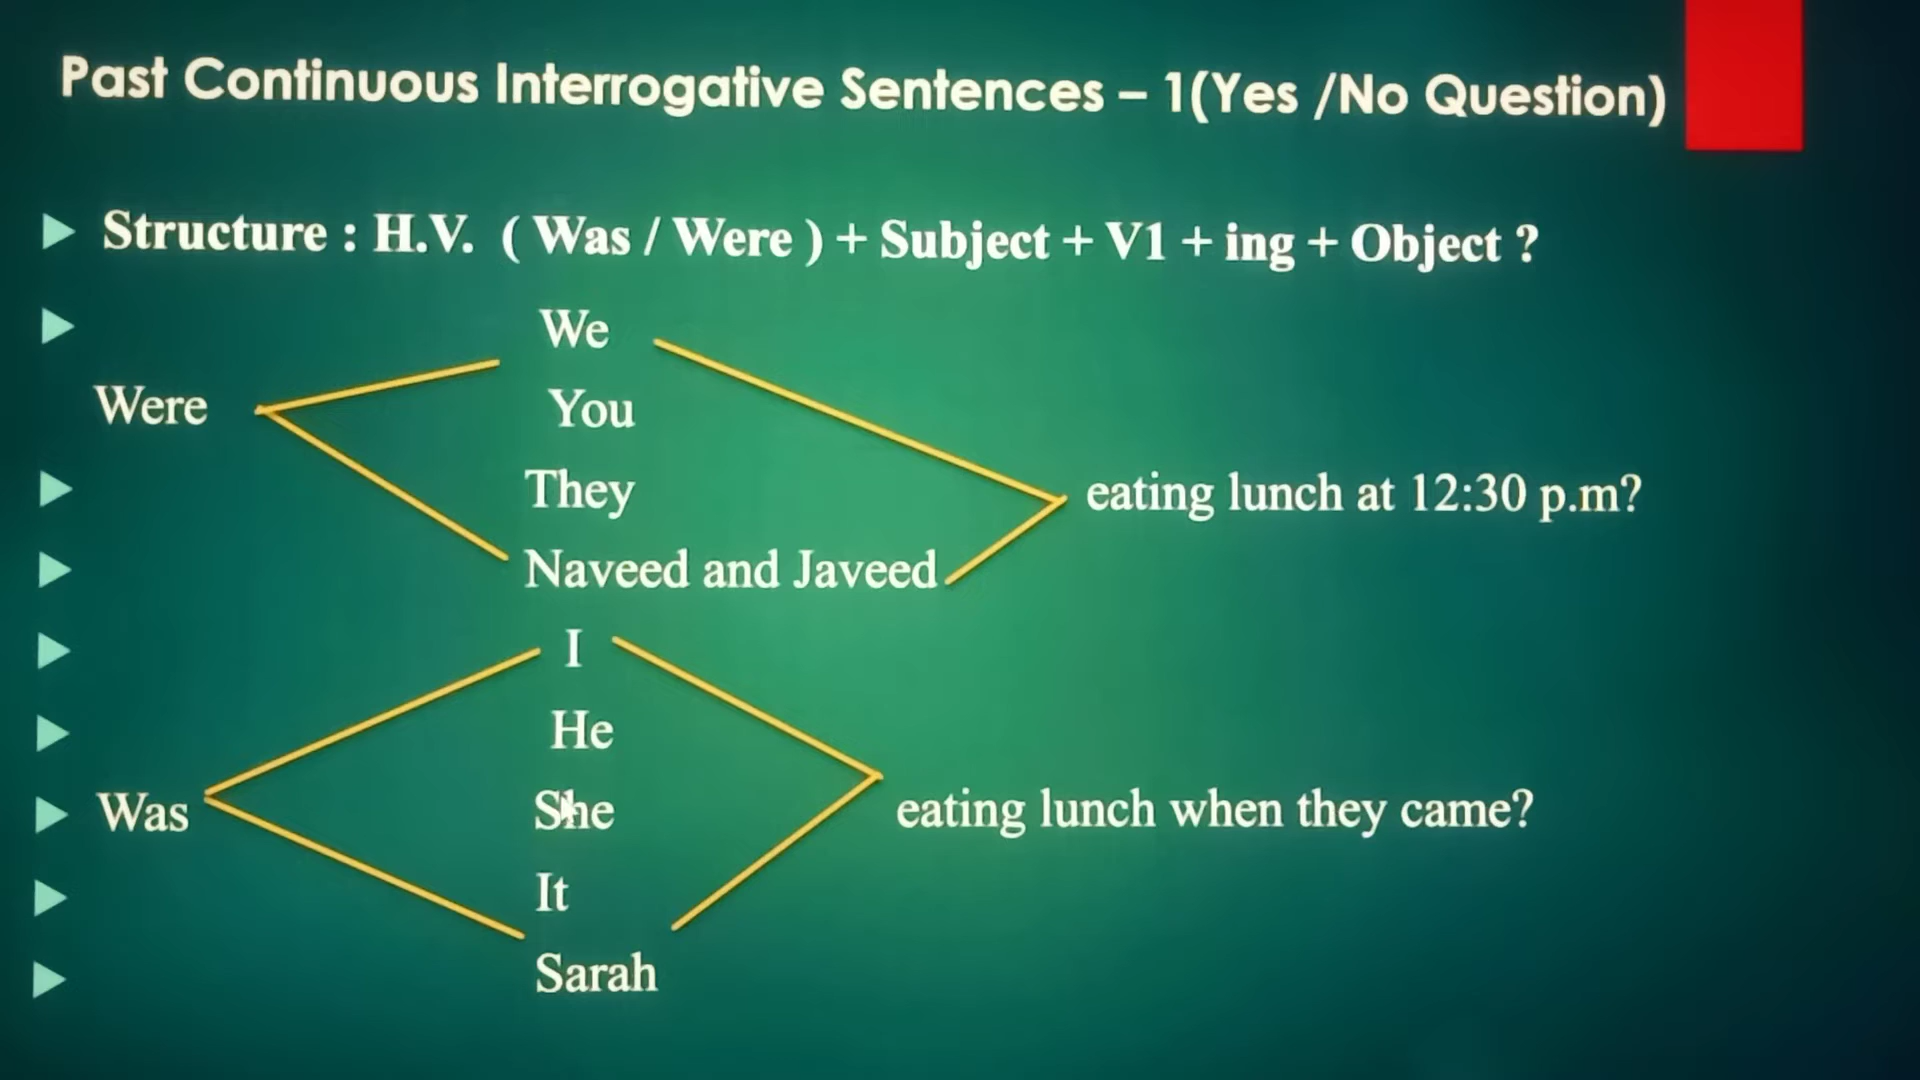 Past Continuous Interrogative Sentences – 1(Yes /No Question)
Structure : H.V. ( Was / Were ) + Subject + V1 + ing + Object ?
We
Were
You
They
eating lunch at 12:30 p.m?
Naveed and Javeed
I
He
Was
She
eating lunch when they came?
It
Sarah